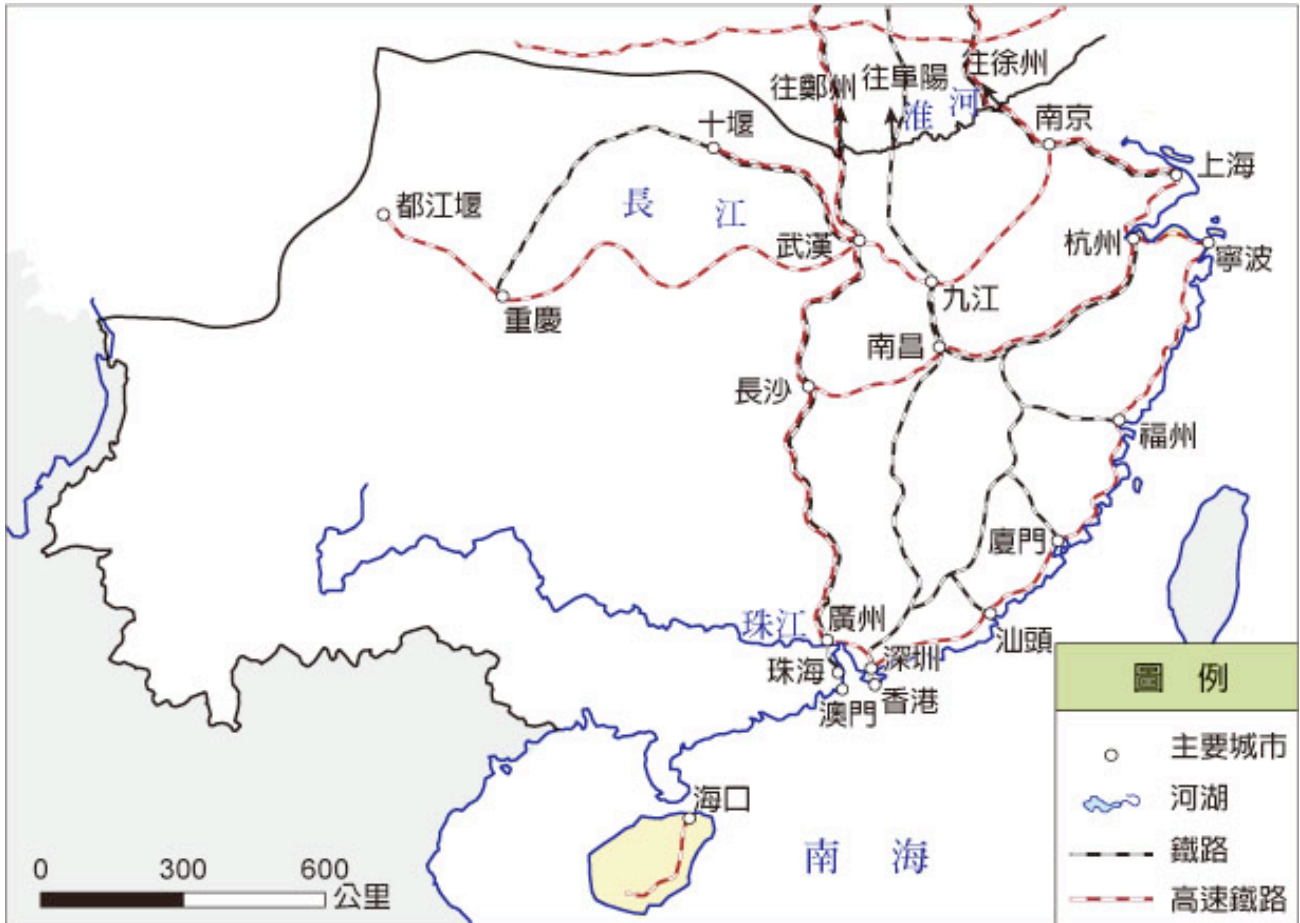 往鄭州
往阜陽
往徐州
淮河
十堰
南京
上海
都江堰
長江
武漢
杭州
寧波
重慶
九江
南昌
長沙
福州
廈門
珠江
廣州
汕頭
珠海
深圳
澳門
香港
海口
南海
0 300 600
公里
圖例
主要城市
河湖
鐵路
高速鐵路